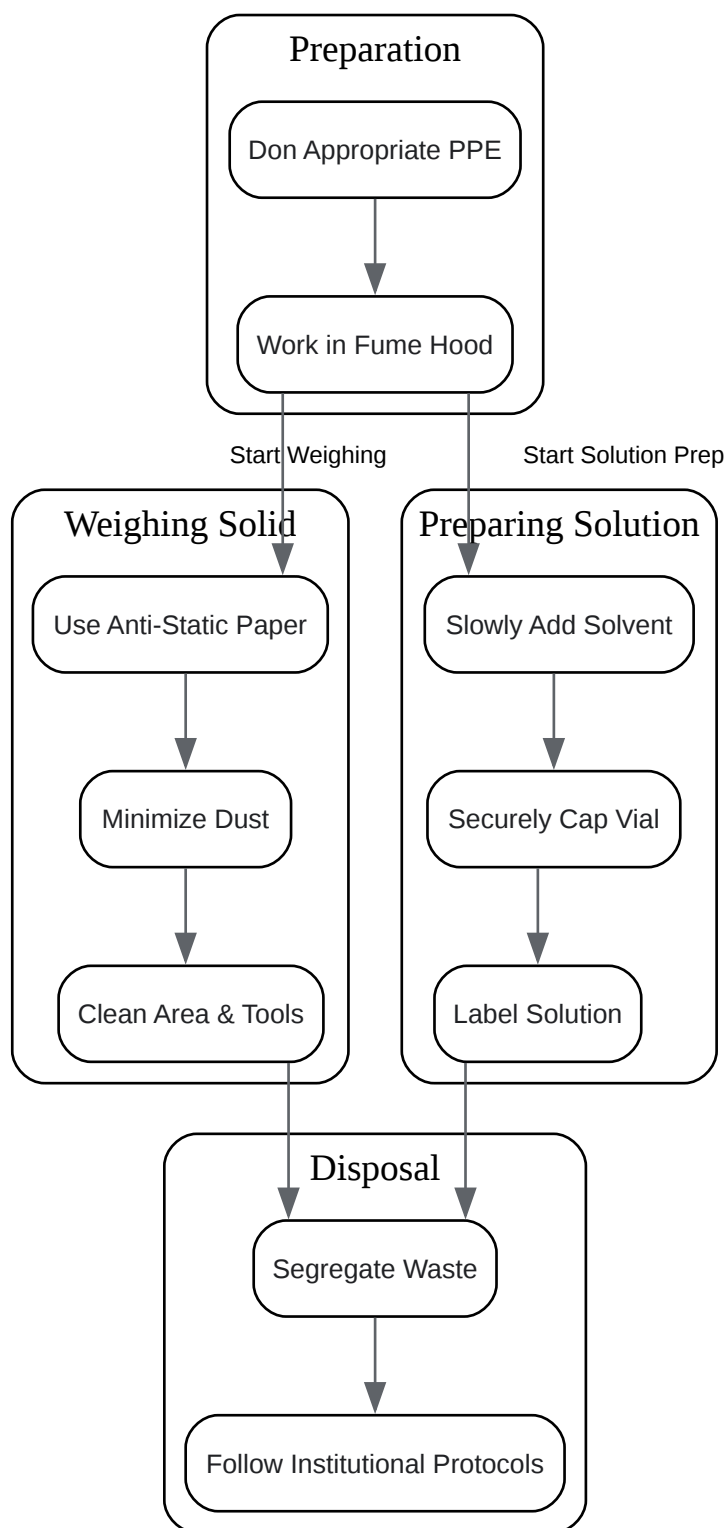 Preparation
Don Appropriate PPE
Work in Fume Hood
Start Weighing
Start Solution Prep
Weighing Solid
Preparing Solution
Use Anti-Static Paper
Slowly Add Solvent
Minimize Dust
Securely Cap Vial
Clean Area & Tools
Label Solution
Disposal
Segregate Waste
Follow Institutional Protocols